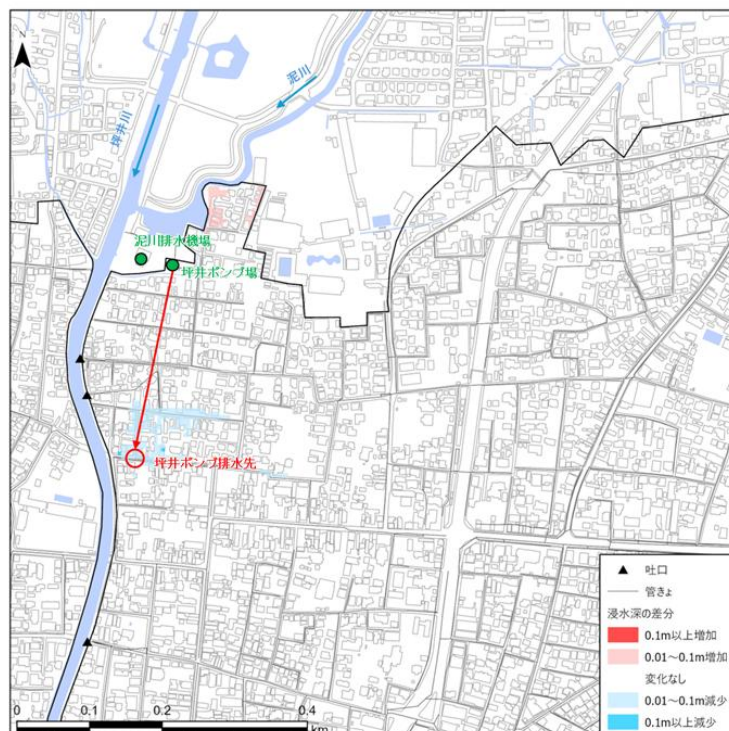 N
泥川
坪井川
泥川排水機場
坪井ポンプ場
坪井ポンプ排水先
吐口
管きょ
浸水深の差分
0.1m以上増加
0.01～0.1m増加
変化なし
0.01～0.1m減少
0.1m以上減少
0 0.1 0.2 0.4
km